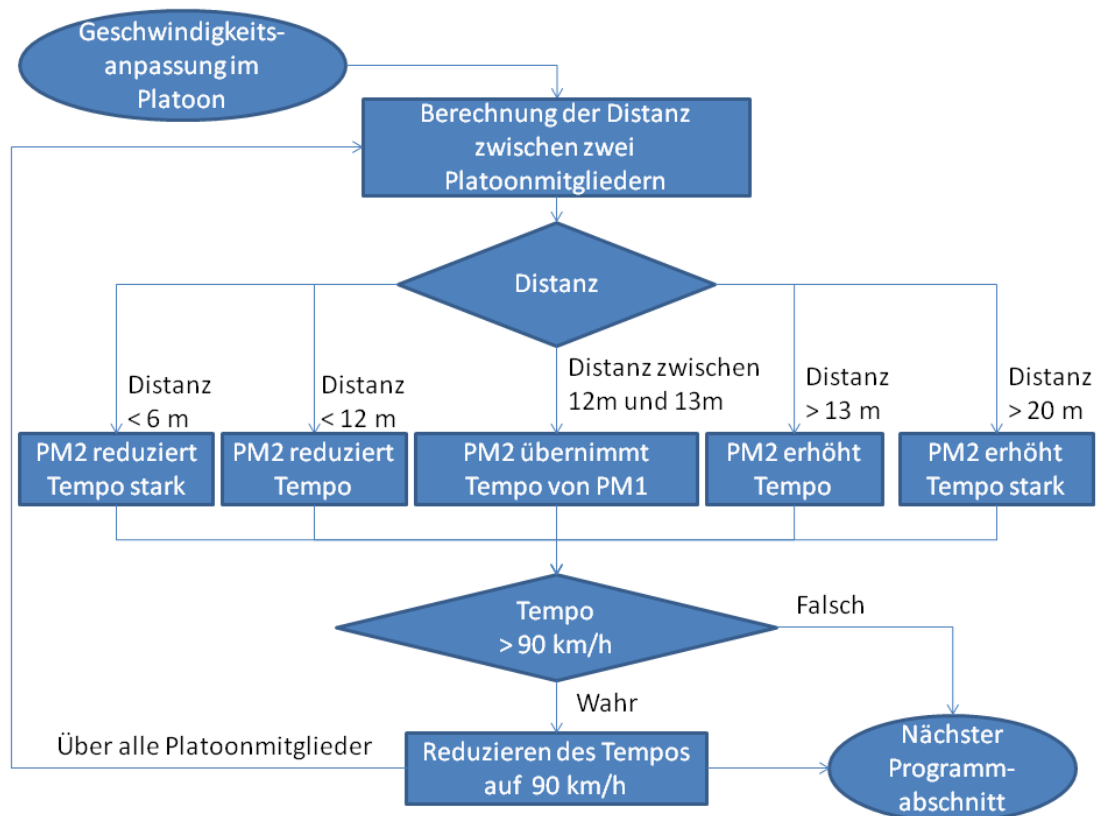 Geschwindigkeits-
anpassung im
Platoon
Berechnung der Distanz
zwischen zwei
Platoonmitgliedern
Distanz
Distanz
< 6 m
Distanz
< 12 m
Distanz zwischen
12m und 13m
Distanz
> 13 m
Distanz
> 20 m
PM2 reduziert
Tempo stark
PM2 reduziert
Tempo
PM2 übernimmt
Tempo von PM1
PM2 erhöht
Tempo
PM2 erhöht
Tempo stark
Tempo
> 90 km/h
Falsch
Wahr
Über alle Platoonmitglieder
Reduzieren des Tempos
auf 90 km/h
Nächster
Programm-
abschnitt